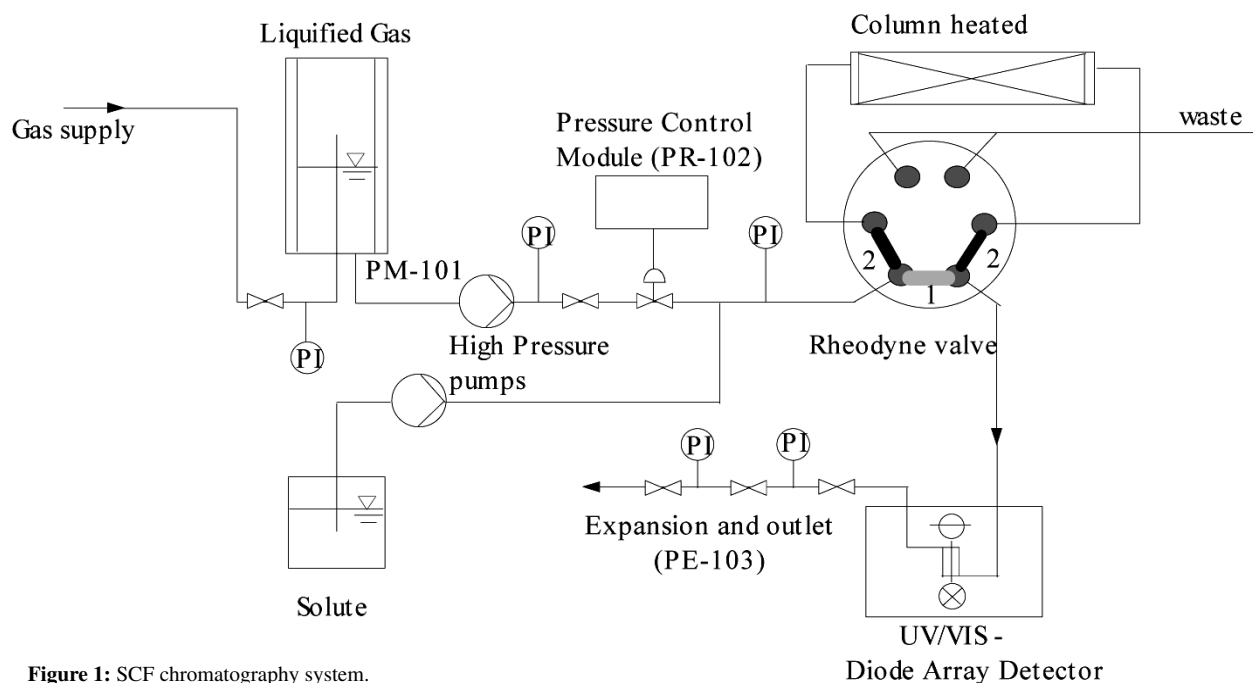 Column heated
Liquified Gas
Gas supply
waste
Pressure Control
Module (PR-102)
PI
PI
PM-101
2
2
1
PI
High Pressure
pumps
Rheodyne valve
PI
PI
Expansion and outlet
(PE-103)
Solute
UV/VIS -
Diode Array Detector
Figure 1: SCF chromatography system.